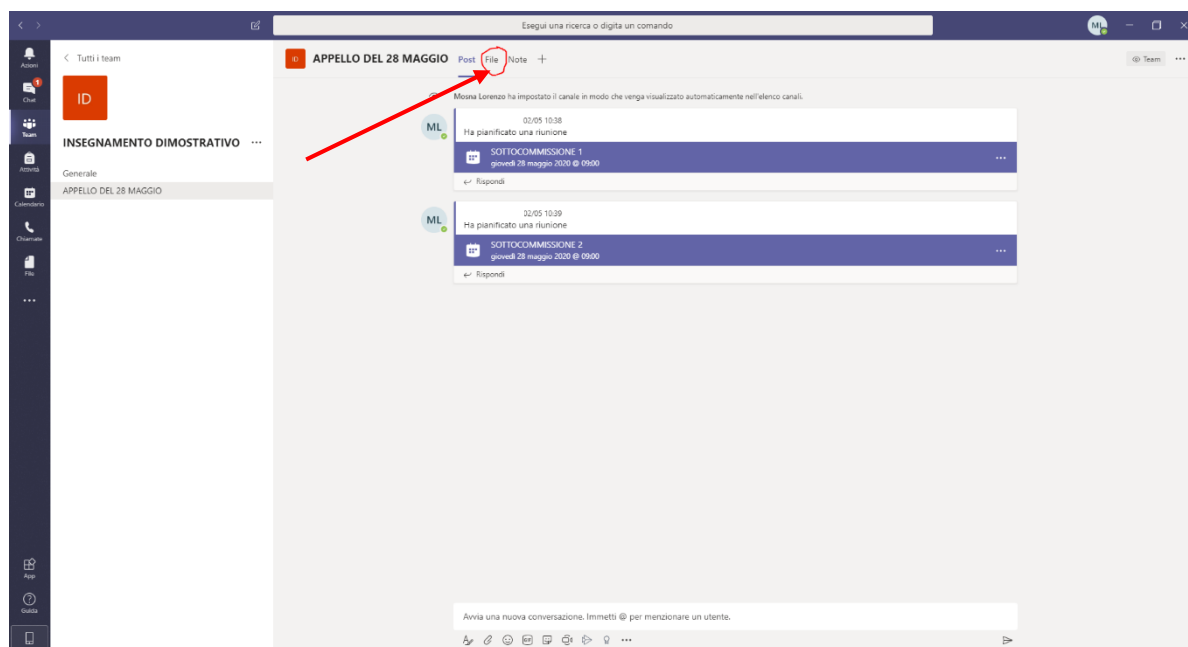 Esegui una ricerca o digita un comando
ML
Azioni
Chat
1
Team
Attività
Calendario
Chiamate
File
App
Guida
Tutti i team
ID
INSEGNAMENTO DIMOSTRATIVO
Generale
APPELLO DEL 28 MAGGIO
ID APPELLO DEL 28 MAGGIO Post File Note
Team
Mosna Lorenzo ha impostato il canale in modo che venga visualizzato automaticamente nell'elenco canali.
ML
02/05 10:38
Ha pianificato una riunione
SOTTOCOMMISSIONE 1
giovedì 28 maggio 2020 @ 09:00
Rispondi
ML
02/05 10:39
Ha pianificato una riunione
SOTTOCOMMISSIONE 2
giovedì 28 maggio 2020 @ 09:00
Rispondi
Avvia una nuova conversazione. Immetti @ per menzionare un utente.
GIF